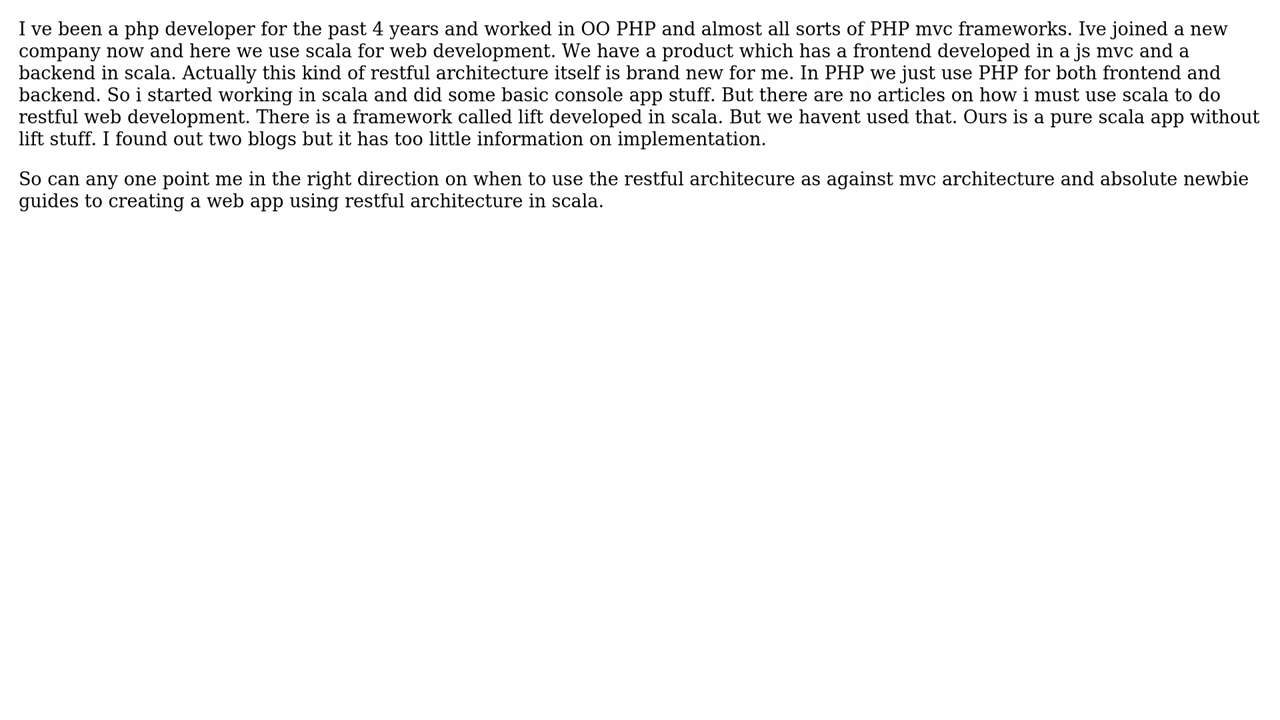 I ve been a php developer for the past 4 years and worked in OO PHP and almost all sorts of PHP mvc frameworks. Ive joined a new
company now and here we use scala for web development. We have a product which has a frontend developed in a js mvc and a
backend in scala. Actually this kind of restful architecture itself is brand new for me. In PHP we just use PHP for both frontend and
backend. So i started working in scala and did some basic console app stuff. But there are no articles on how i must use scala to do
restful web development. There is a framework called lift developed in scala. But we havent used that. Ours is a pure scala app without
lift stuff. I found out two blogs but it has too little information on implementation.
So can any one point me in the right direction on when to use the restful architecure as against mvc architecture and absolute newbie
guides to creating a web app using restful architecture in scala.